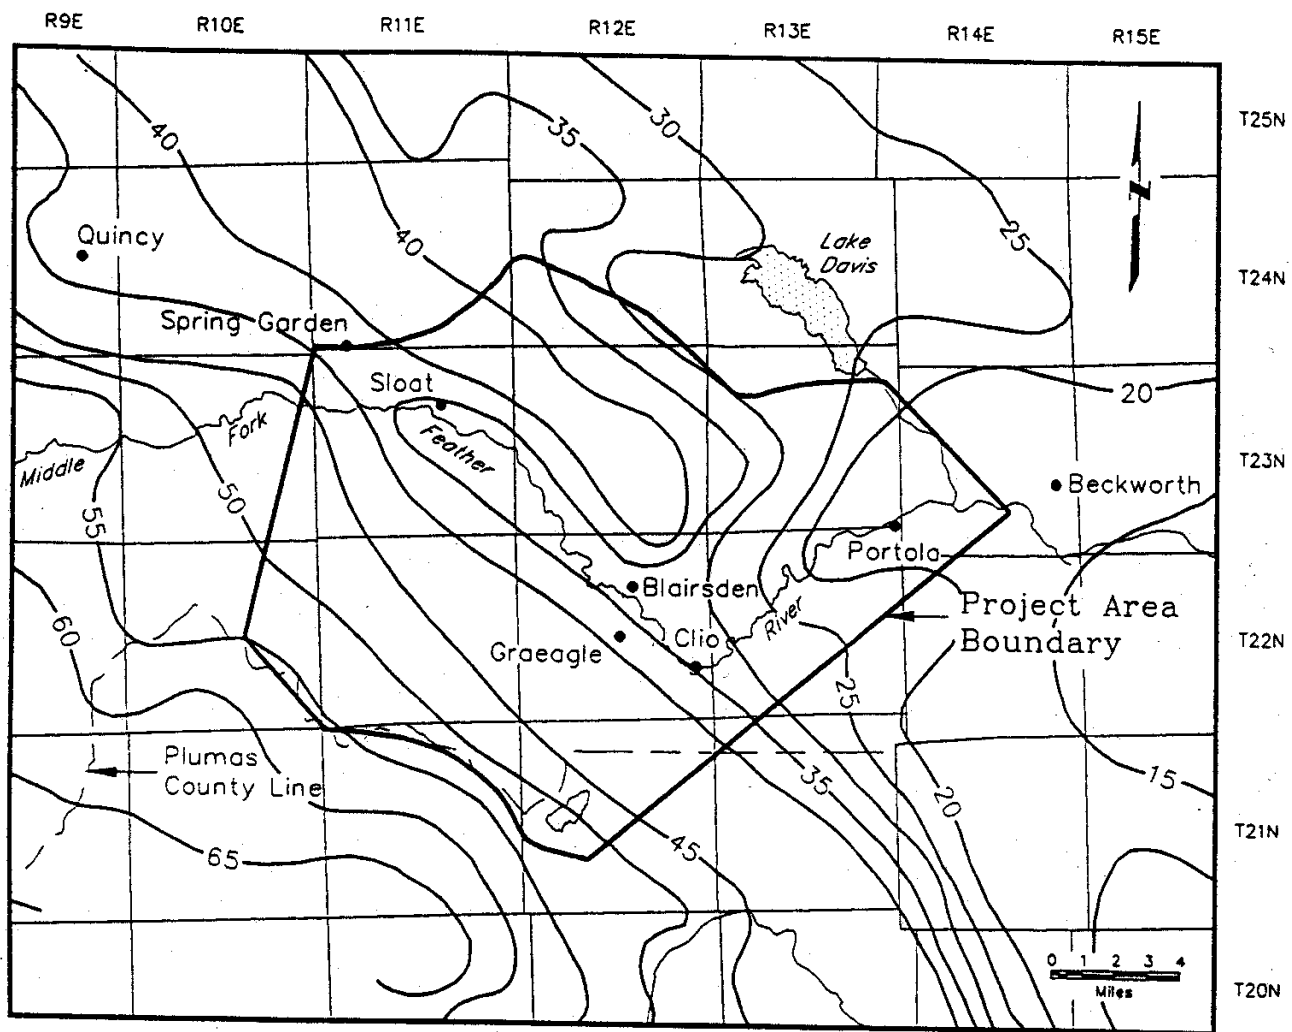 R9E R10E R11E R12E R13E R14E R15E
T25N
40 35 30
Quincy
40
Lake
Davis
25
N
T24N
Spring Garden
Sloat
20
Middle Fork Feather
T23N
Beckworth
50
55
Portola
Blairsden
60
Project Area
Boundary
River
Clio
Graeagle
T22N
25
Plumas
County Line
35
15
20
T21N
65
45
0 1 2 3 4
Miles
T20N